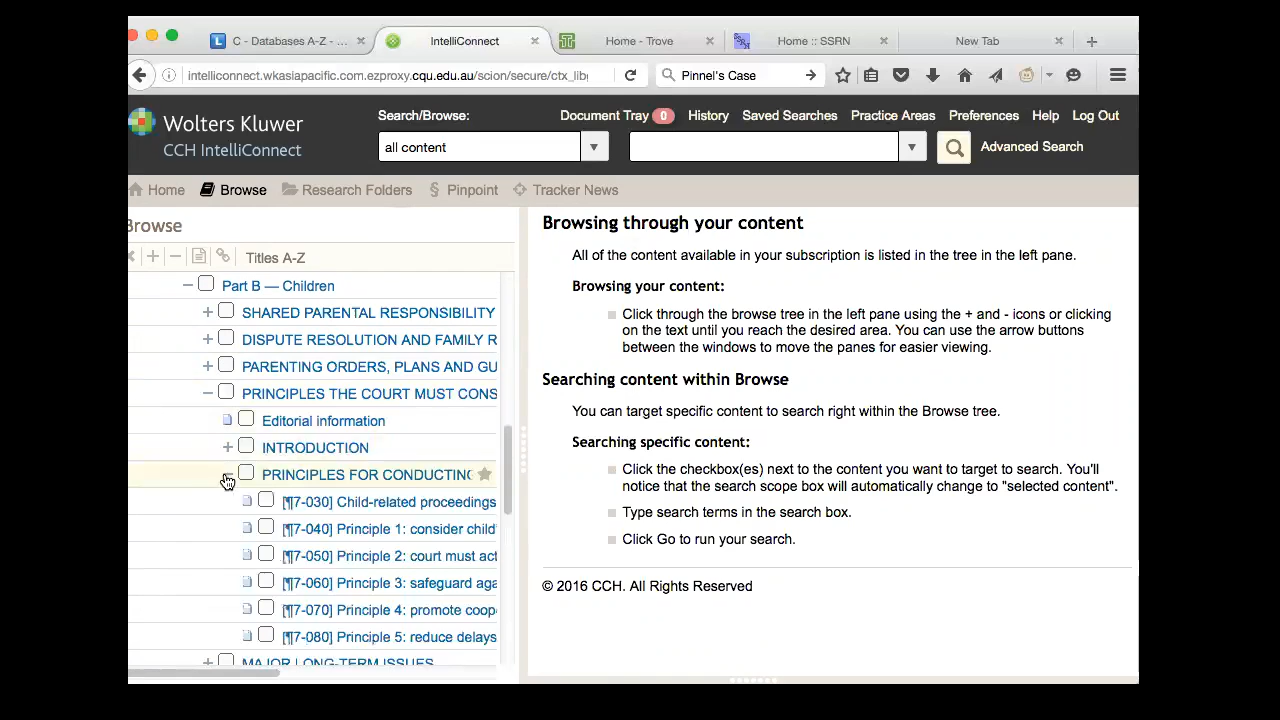 C - Databases A-Z - ...
IntelliConnect
Home - Trove
Home :: SSRN
New Tab
intelliconnect.wkasiapacific.com.ezproxy.cqu.edu.au/scion/secure/ctx_lib
Pinnel's Case
Wolters Kluwer
CCH IntelliConnect
Search/Browse:
Document Tray 0
History
Saved Searches
Practice Areas
Preferences
Help
Log Out
all content
Advanced Search
Home
Browse
Research Folders
§ Pinpoint
Tracker News
Browse
Titles A-Z
Part B — Children
SHARED PARENTAL RESPONSIBILITY
DISPUTE RESOLUTION AND FAMILY R
PARENTING ORDERS, PLANS AND GU
PRINCIPLES THE COURT MUST CONS
Editorial information
INTRODUCTION
PRINCIPLES FOR CONDUCTING
[¶7-030] Child-related proceedings
[¶7-040] Principle 1: consider child'
[¶7-050] Principle 2: court must act
[¶7-060] Principle 3: safeguard aga
[¶7-070] Principle 4: promote coop
[¶7-080] Principle 5: reduce delays
MAJOR LONG-TERM ISSUES
Browsing through your content
All of the content available in your subscription is listed in the tree in the left pane.
Browsing your content:
Click through the browse tree in the left pane using the + and - icons or clicking
on the text until you reach the desired area. You can use the arrow buttons
between the windows to move the panes for easier viewing.
Searching content within Browse
You can target specific content to search right within the Browse tree.
Searching specific content:
Click the checkbox(es) next to the content you want to target to search. You'll
notice that the search scope box will automatically change to "selected content".
Type search terms in the search box.
Click Go to run your search.
© 2016 CCH. All Rights Reserved